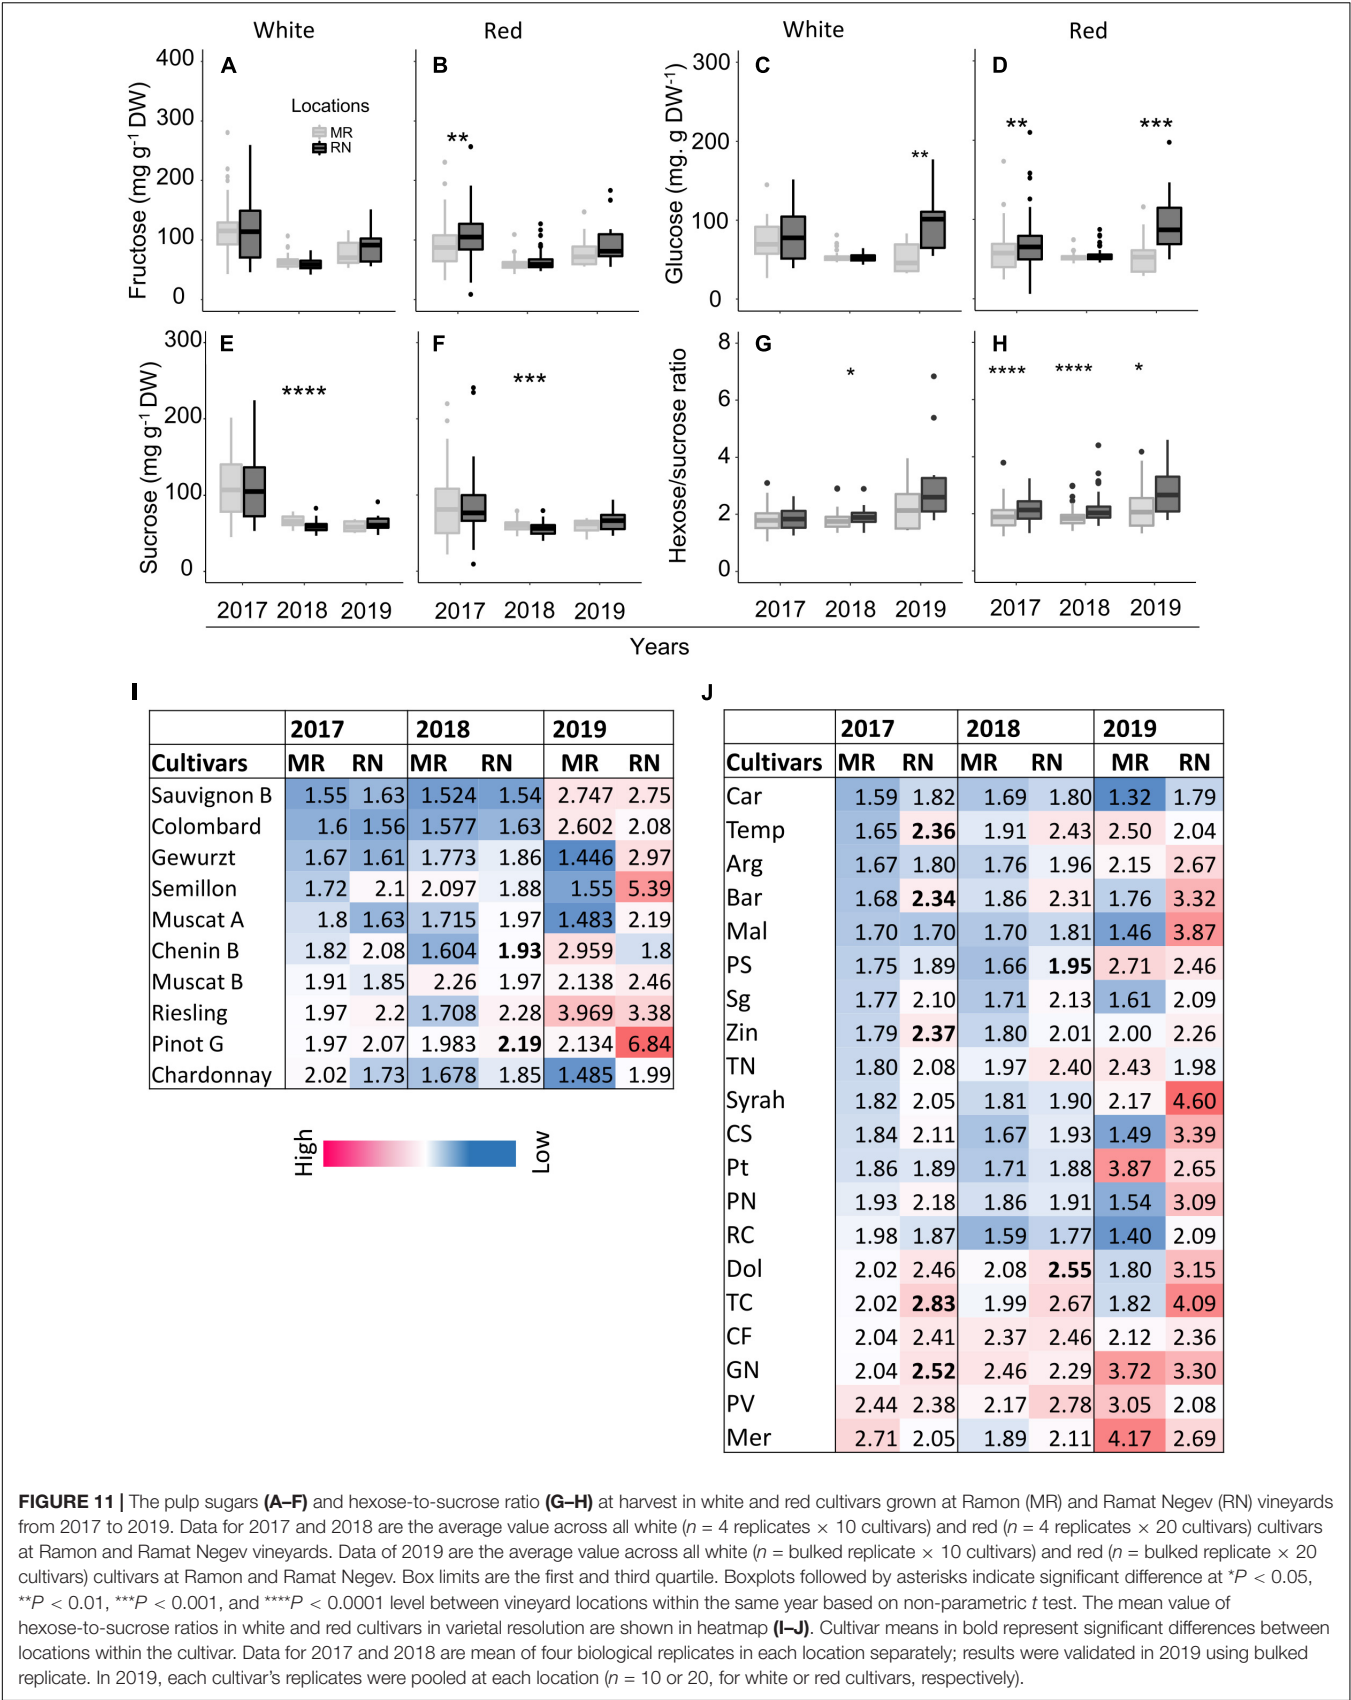 White
Red
White
Red
A
B
C
D
Fructose (mg g-1 DW)
400
300
200
100
0
Locations
MR
RN
**
Glucose (mg. g DW-1)
300
200
100
0
**
**
***
E
F
G
H
Sucrose (mg g-1 DW)
300
200
100
0
****
***
Hexose/sucrose ratio
8
6
4
2
0
*
****
****
*
2017 2018 2019
2017 2018 2019
2017 2018 2019
2017 2018 2019
Years
I
2017 2018 2019
Cultivars MR RN MR RN MR RN
Sauvignon B 1.55 1.63 1.524 1.54 2.747 2.75
Colombard 1.6 1.56 1.577 1.63 2.602 2.08
Gewurzt 1.67 1.61 1.773 1.86 1.446 2.97
Semillon 1.72 2.1 2.097 1.88 1.55 5.39
Muscat A 1.8 1.63 1.715 1.97 1.483 2.19
Chenin B 1.82 2.08 1.604 1.93 2.959 1.8
Muscat B 1.91 1.85 2.26 1.97 2.138 2.46
Riesling 1.97 2.2 1.708 2.28 3.969 3.38
Pinot G 1.97 2.07 1.983 2.19 2.134 6.84
Chardonnay 2.02 1.73 1.678 1.85 1.485 1.99
High
Low
J
2017 2018 2019
Cultivars MR RN MR RN MR RN
Car 1.59 1.82 1.69 1.80 1.32 1.79
Temp 1.65 2.36 1.91 2.43 2.50 2.04
Arg 1.67 1.80 1.76 1.96 2.15 2.67
Bar 1.68 2.34 1.86 2.31 1.76 3.32
Mal 1.70 1.70 1.70 1.81 1.46 3.87
PS 1.75 1.89 1.66 1.95 2.71 2.46
Sg 1.77 2.10 1.71 2.13 1.61 2.09
Zin 1.79 2.37 1.80 2.01 2.00 2.26
TN 1.80 2.08 1.97 2.40 2.43 1.98
Syrah 1.82 2.05 1.81 1.90 2.17 4.60
CS 1.84 2.11 1.67 1.93 1.49 3.39
Pt 1.86 1.89 1.71 1.88 3.87 2.65
PN 1.93 2.18 1.86 1.91 1.54 3.09
RC 1.98 1.87 1.59 1.77 1.40 2.09
Dol 2.02 2.46 2.08 2.55 1.80 3.15
TC 2.02 2.83 1.99 2.67 1.82 4.09
CF 2.04 2.41 2.37 2.46 2.12 2.36
GN 2.04 2.52 2.46 2.29 3.72 3.30
PV 2.44 2.38 2.17 2.78 3.05 2.08
Mer 2.71 2.05 1.89 2.11 4.17 2.69
FIGURE 11 | The pulp sugars (A–F) and hexose-to-sucrose ratio (G–H) at harvest in white and red cultivars grown at Ramon (MR) and Ramat Negev (RN) vineyards
from 2017 to 2019. Data for 2017 and 2018 are the average value across all white (n = 4 replicates × 10 cultivars) and red (n = 4 replicates × 20 cultivars) cultivars
at Ramon and Ramat Negev vineyards. Data of 2019 are the average value across all white (n = bulked replicate × 10 cultivars) and red (n = bulked replicate × 20
cultivars) cultivars at Ramon and Ramat Negev. Box limits are the first and third quartile. Boxplots followed by asterisks indicate significant difference at *P < 0.05,
**P < 0.01, ***P < 0.001, and ****P < 0.0001 level between vineyard locations within the same year based on non-parametric t test. The mean value of
hexose-to-sucrose ratios in white and red cultivars in varietal resolution are shown in heatmap (I–J). Cultivar means in bold represent significant differences between
locations within the cultivar. Data for 2017 and 2018 are mean of four biological replicates in each location separately; results were validated in 2019 using bulked
replicate. In 2019, each cultivar's replicates were pooled at each location (n = 10 or 20, for white or red cultivars, respectively).